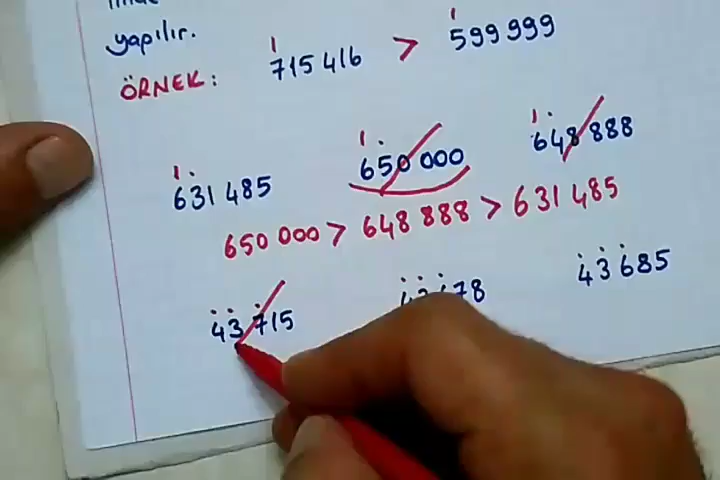 yapılır.
ÖRNEK: 715 416 > 599 999
631 485 650 000 648 888
650 000 > 648 888 > 631 485
43 715 43 685